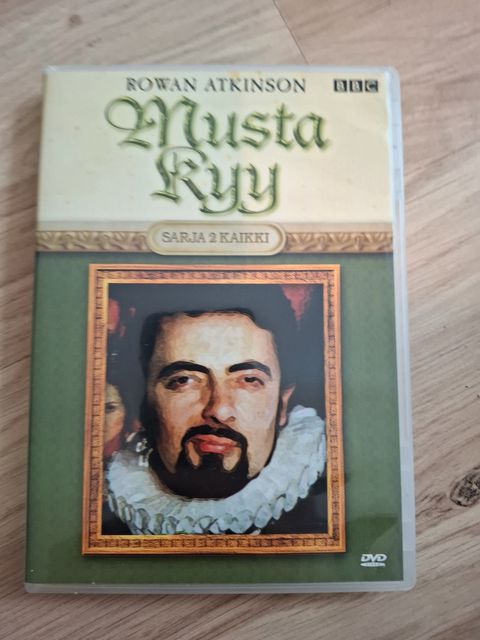 ROWAN ATKINSON
BBC
Musta
Kyy
SARJA 2 KAIKKI
DVD